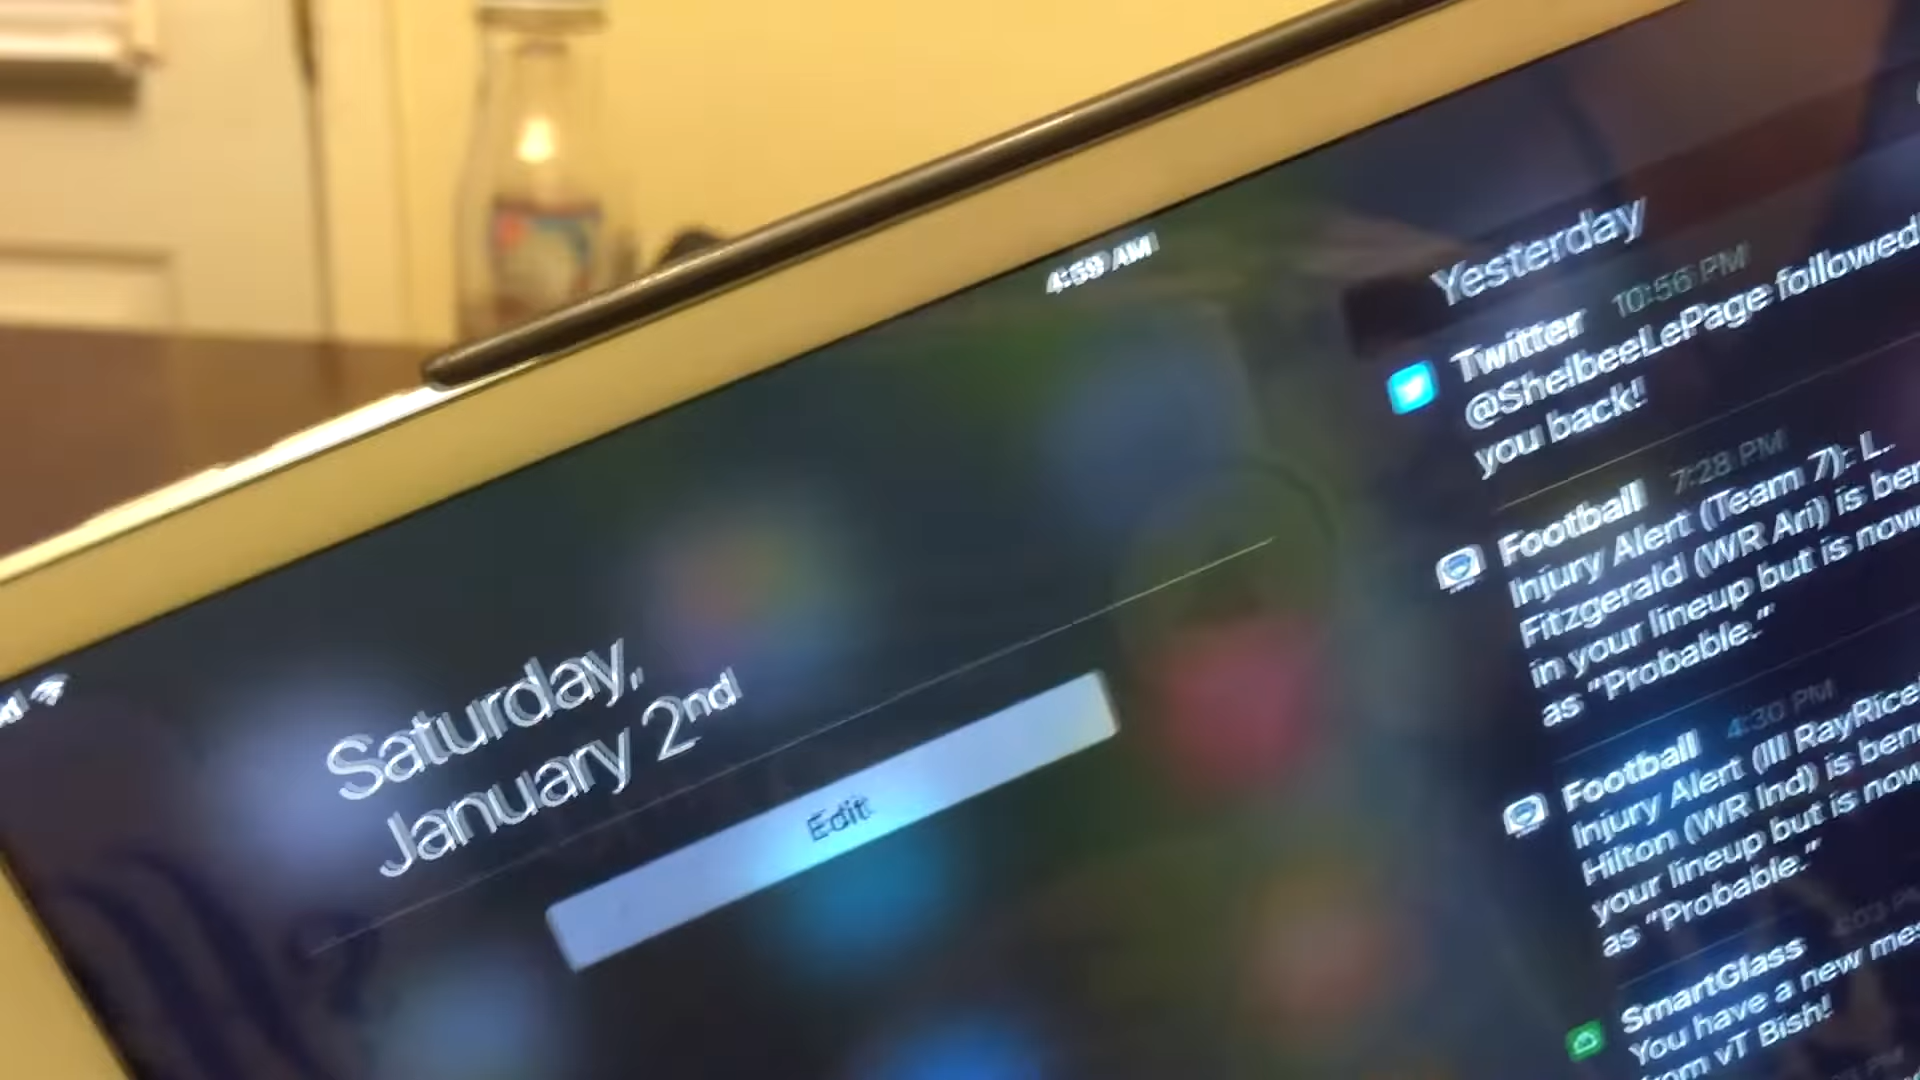 4:59 AM
Saturday,
January 2nd
Edit
Yesterday
Twitter 10:56 PM
@ShelbeeLePage followed
you back!
Football 7:28 PM
Injury Alert (Team 7): L.
Fitzgerald (WR Ari) is
in your lineup but is now
as "Probable."
Football 4:30 PM
Injury Alert (Ill RayRice
Hilton (WR Ind) is
your lineup but is now
as "Probable."
SmartGlass
You have a new
from vT Bish!